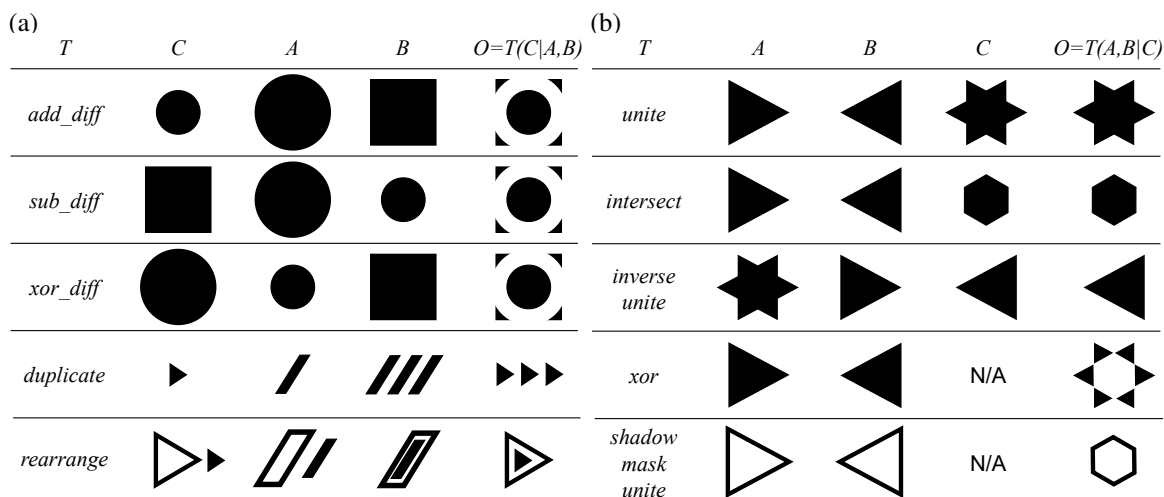 (a)
T C A B O=T(C|A,B)
add_diff
sub_diff
xor_diff
duplicate
rearrange
(b)
T A B C O=T(A,B|C)
unite
intersect
inverse
unite
xor N/A
shadow
mask N/A
unite